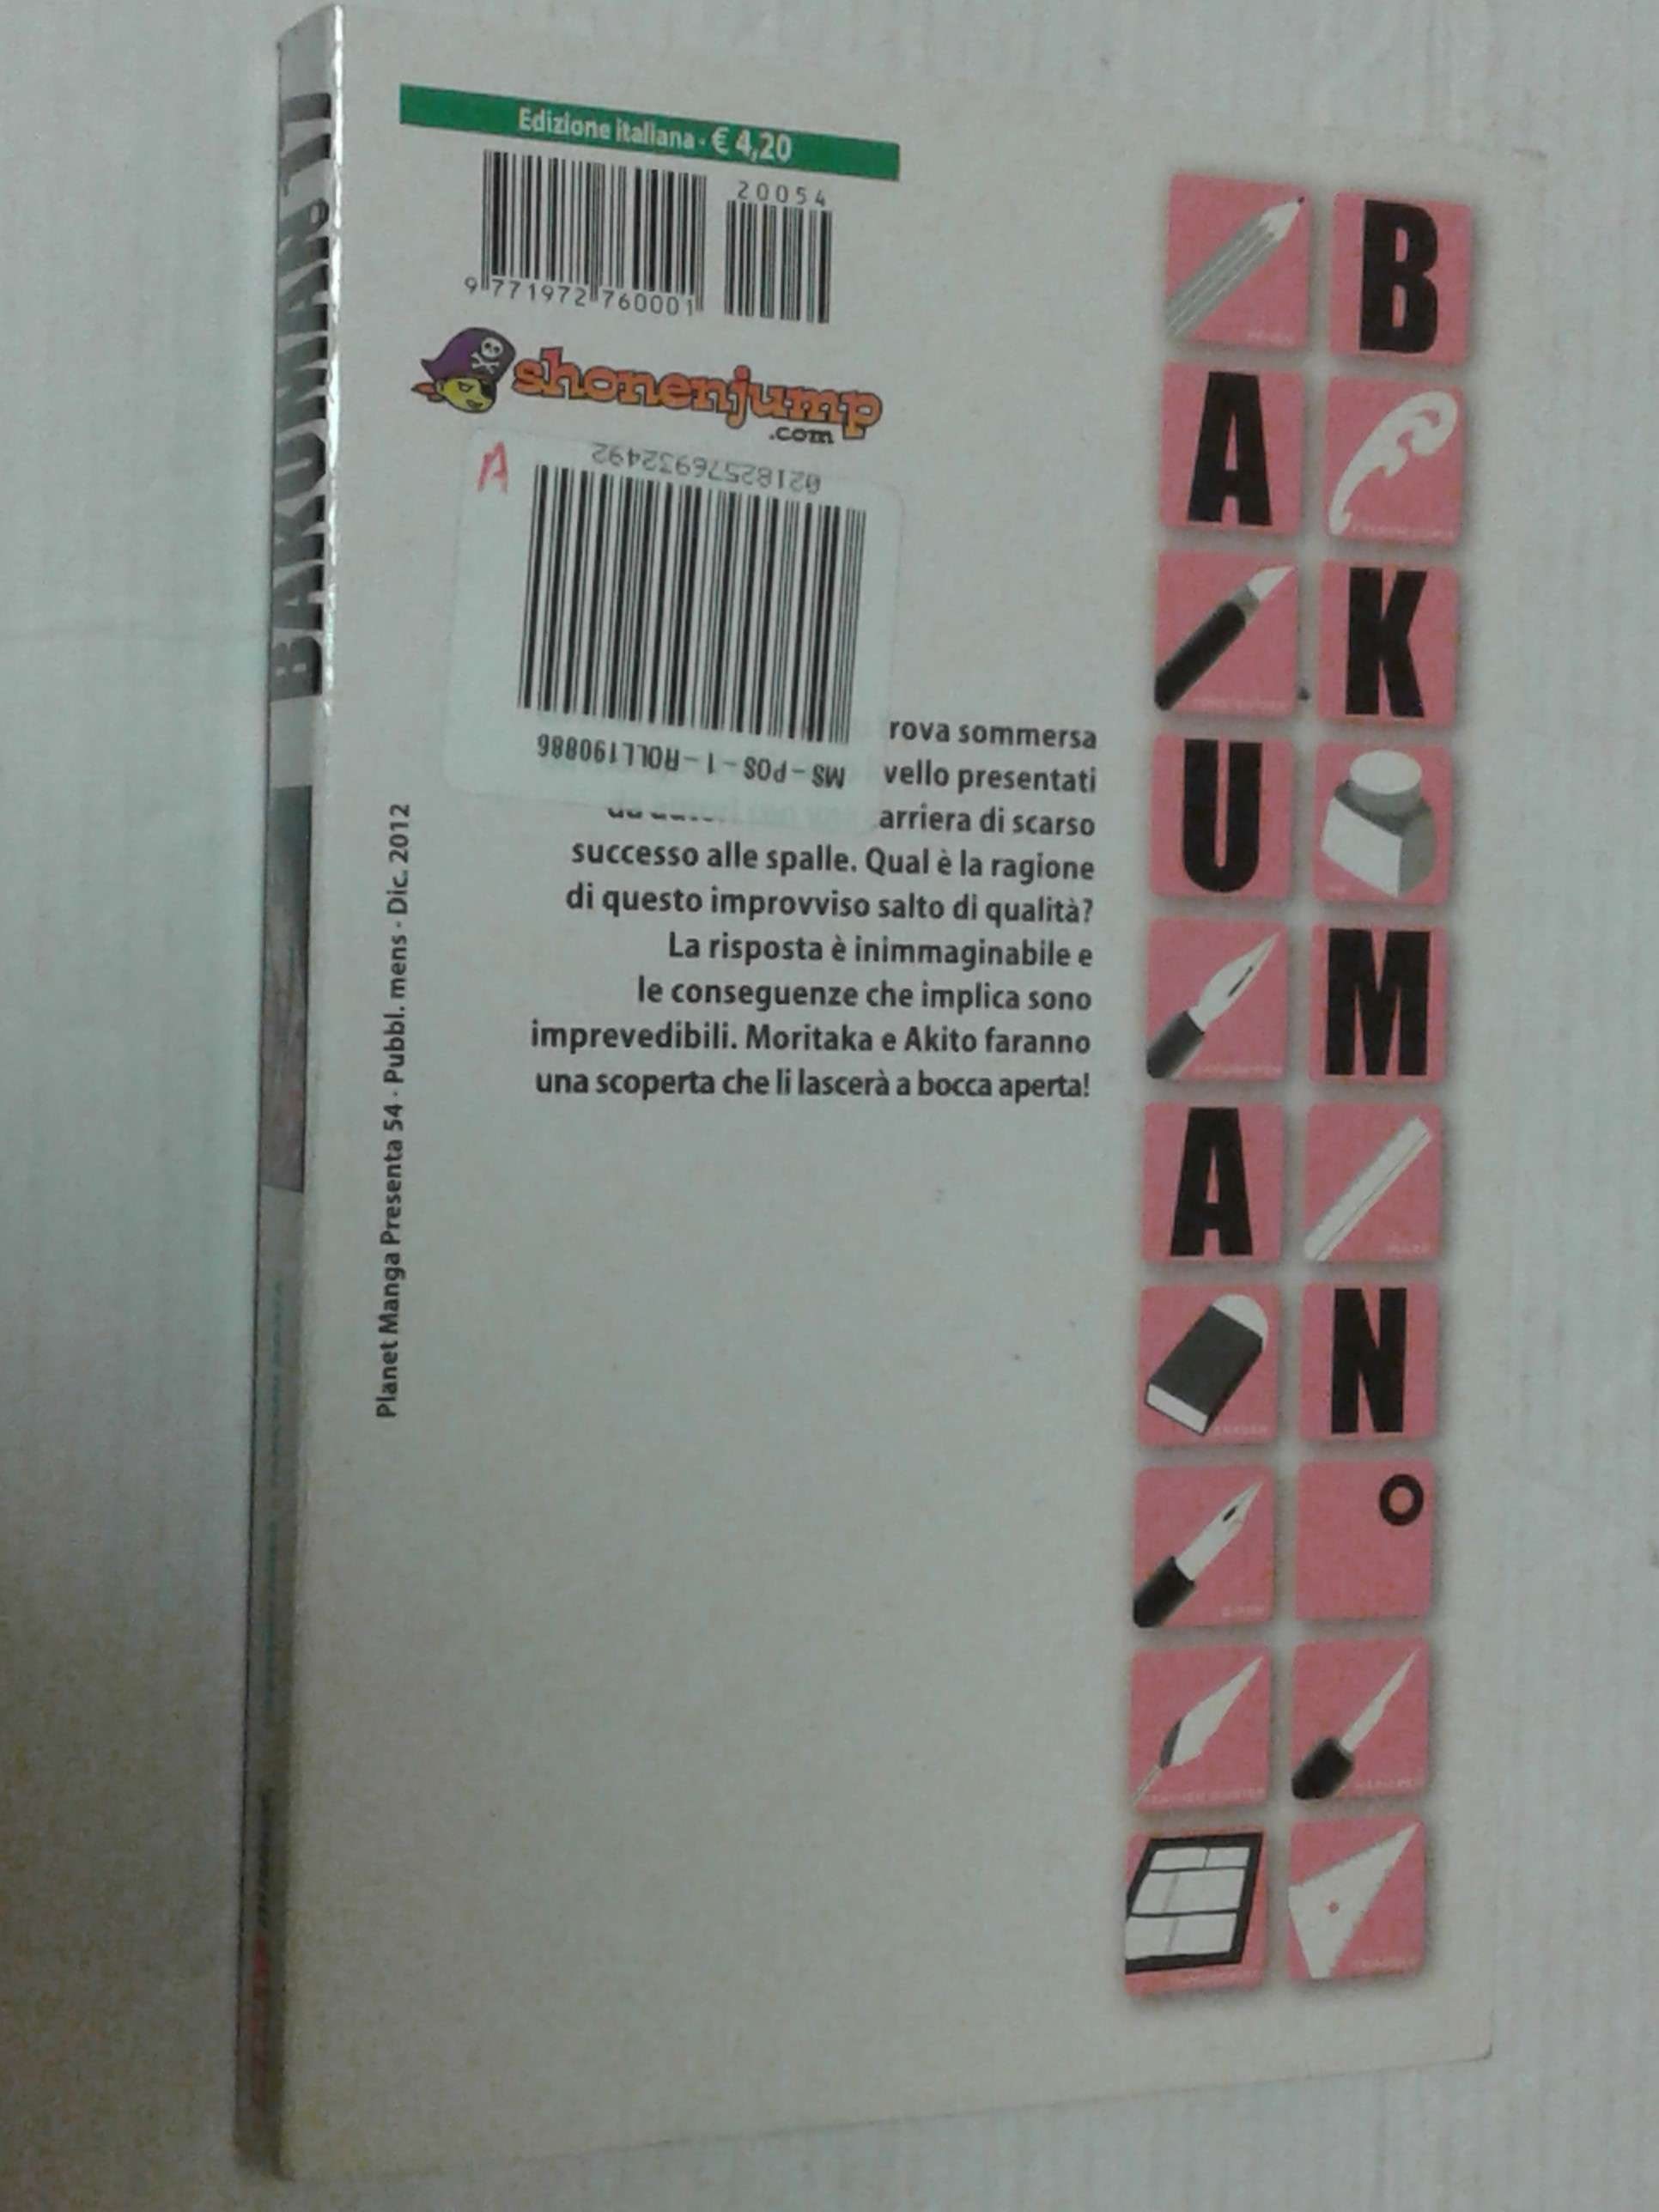 Edizione italiana · € 4,20
20054
9 771972 760001
shonenjump
.com
A
02182576932492
MS-POS-1-ROLL190886
rova sommersa
vello presentati
arriera di scarso
successo alle spalle. Qual è la ragione
di questo improvviso salto di qualità?
La risposta è inimmaginabile e
le conseguenze che implica sono
imprevedibili. Moritaka e Akito faranno
una scoperta che li lascerà a bocca aperta!
Planet Manga Presenta 54 · Pubbl. mens · Dic. 2012
BAKUMAN。
BAKUMAN。17